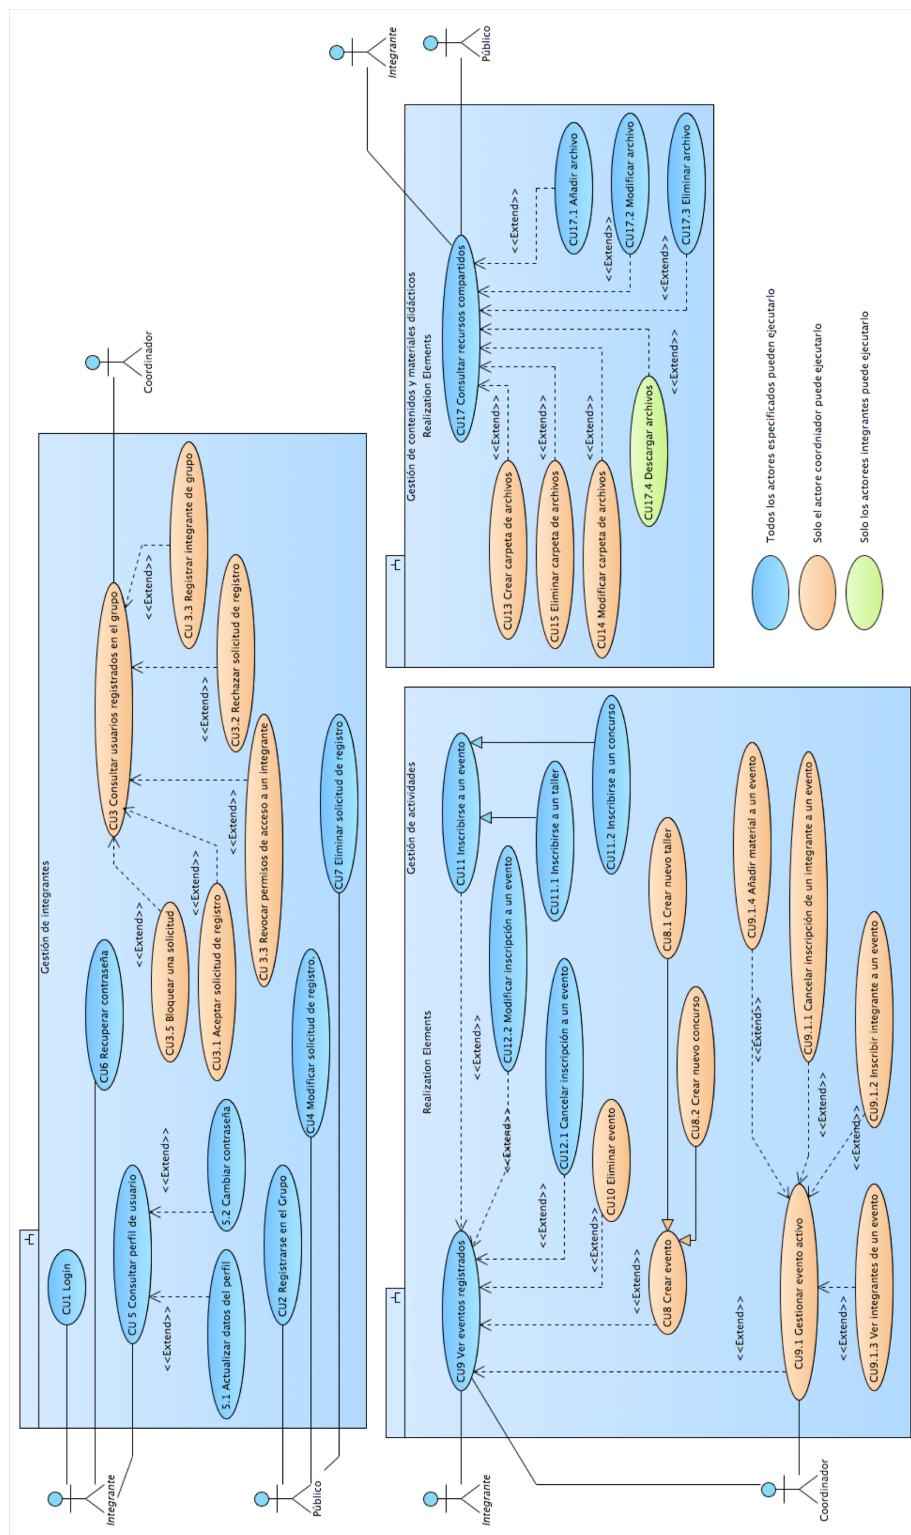 Gestión de integrantes
Integrante
Público
Coordinador
CU1 Login
CU6 Recuperar contraseña
CU 5 Consultar perfil de usuario
<<Extend>>
<<Extend>>
5.1 Actualizar datos del perfil
5.2 Cambiar contraseña
CU2 Registrarse en el Grupo
CU4 Modificar solicitud de registro.
CU7 Eliminar solicitud de registro
CU3 Consultar usuarios registrados en el grupo
<<Extend>>
<<Extend>>
<<Extend>>
<<Extend>>
<<Extend>>
CU3.5 Bloquear una solicitud
CU3.1 Aceptar solicitud de registro
CU 3.3 Revocar permisos de acceso a un integrante
CU3.2 Rechazar solicitud de registro
CU 3.3 Registrar integrante de grupo
Gestión de actividades
Realization Elements
Integrante
Coordinador
CU9 Ver eventos registrados
CU11 Inscribirse a un evento
<<Extend>>
CU12.2 Modificar inscripción a un evento
<<Extend>>
CU11.1 Inscribirse a un taller
CU12.1 Cancelar inscripción a un evento
<<Extend>>
CU11.2 Inscribirse a un concurso
CU10 Eliminar evento
<<Extend>>
<<Extend>>
CU8 Crear evento
CU8.1 Crear nuevo taller
CU8.2 Crear nuevo concurso
<<Extend>>
CU9.1 Gestionar evento activo
CU9.1.4 Añadir material a un evento
<<Extend>>
CU9.1.1 Cancelar inscripción de un integrante a un evento
<<Extend>>
<<Extend>>
CU9.1.2 Inscribir integrante a un evento
<<Extend>>
CU9.1.3 Ver integrantes de un evento
Gestión de contenidos y materiales didácticos
Realization Elements
Integrante
Público
CU17 Consultar recursos compartidos
<<Extend>>
<<Extend>>
<<Extend>>
<<Extend>>
<<Extend>>
<<Extend>>
<<Extend>>
CU13 Crear carpeta de archivos
CU15 Eliminar carpeta de archivos
CU14 Modificar carpeta de archivos
CU17.4 Descargar archivos
CU17.1 Añadir archivo
CU17.2 Modificar archivo
CU17.3 Eliminar archivo
Todos los actores especificados pueden ejecutarlo
Solo el actore coordniador puede ejecutarlo
Solo los actorees integrantes puede ejecutarlo